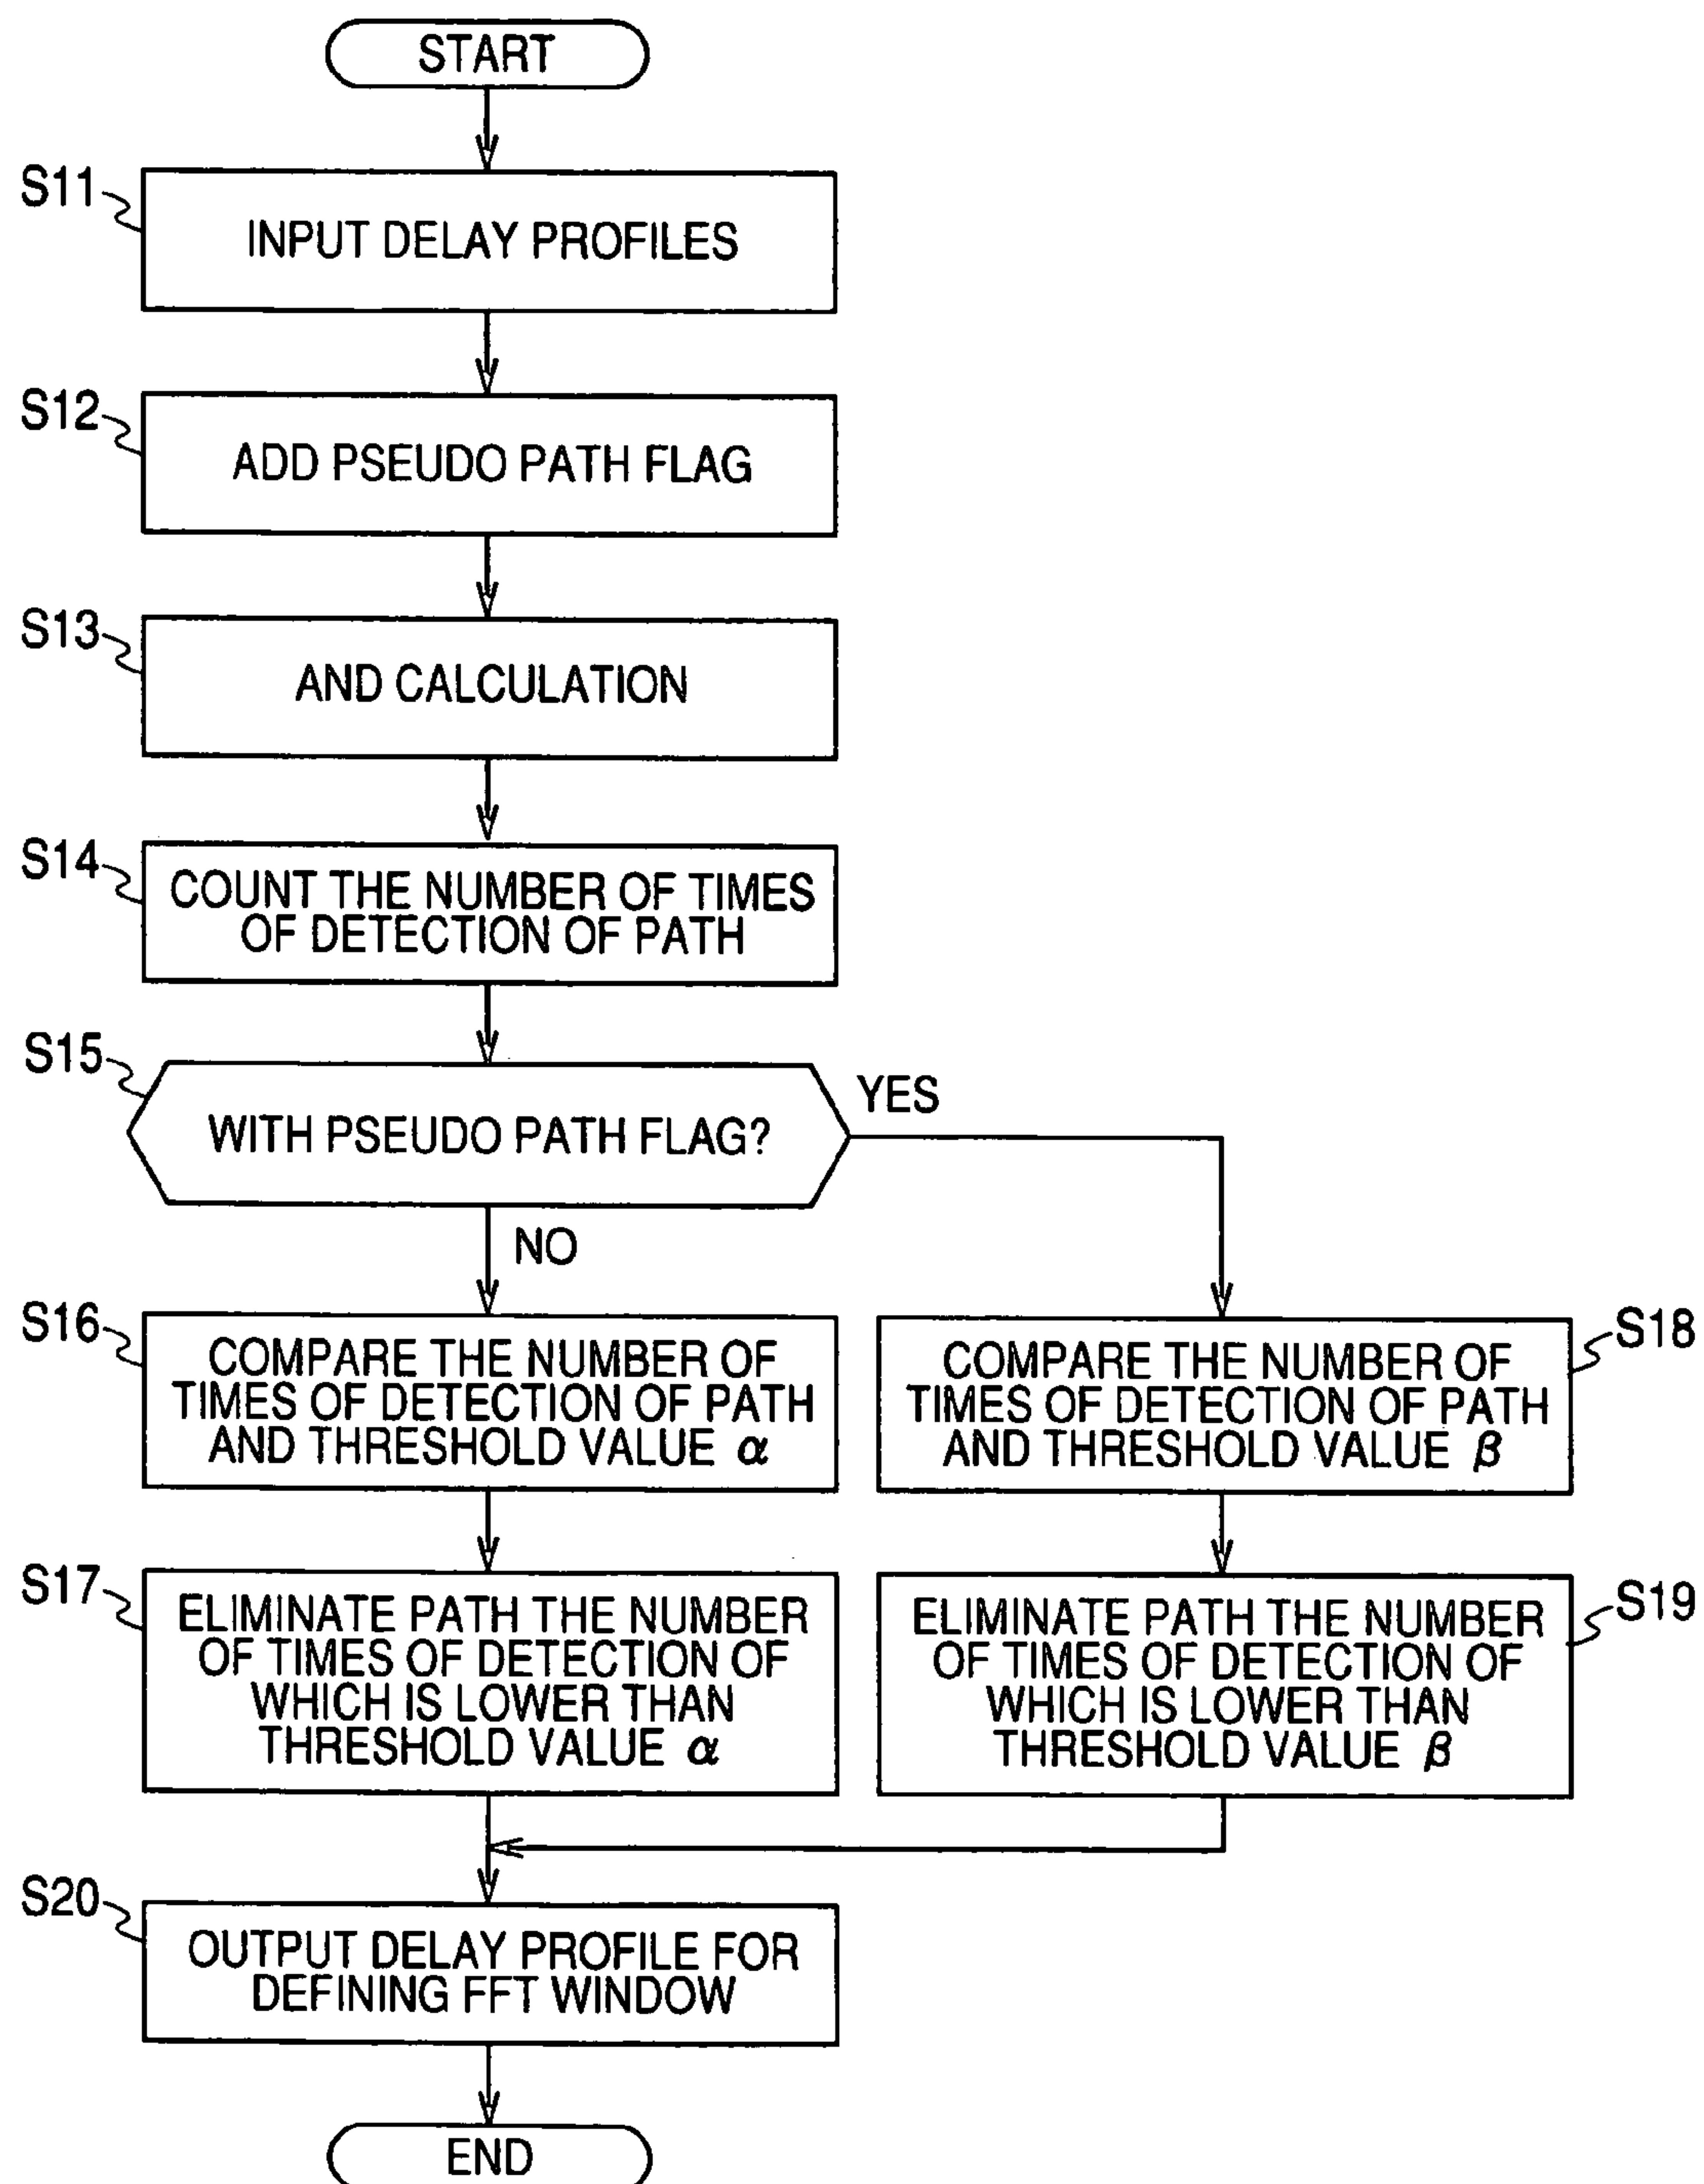 START
S11
INPUT DELAY PROFILES
S12
ADD PSEUDO PATH FLAG
S13
AND CALCULATION
S14
COUNT THE NUMBER OF TIMES
OF DETECTION OF PATH
S15
WITH PSEUDO PATH FLAG?
YES
NO
S16
COMPARE THE NUMBER OF
TIMES OF DETECTION OF PATH
AND THRESHOLD VALUE α
S18
COMPARE THE NUMBER OF
TIMES OF DETECTION OF PATH
AND THRESHOLD VALUE β
S17
ELIMINATE PATH THE NUMBER
OF TIMES OF DETECTION OF
WHICH IS LOWER THAN
THRESHOLD VALUE α
S19
ELIMINATE PATH THE NUMBER
OF TIMES OF DETECTION OF
WHICH IS LOWER THAN
THRESHOLD VALUE β
S20
OUTPUT DELAY PROFILE FOR
DEFINING FFT WINDOW
END